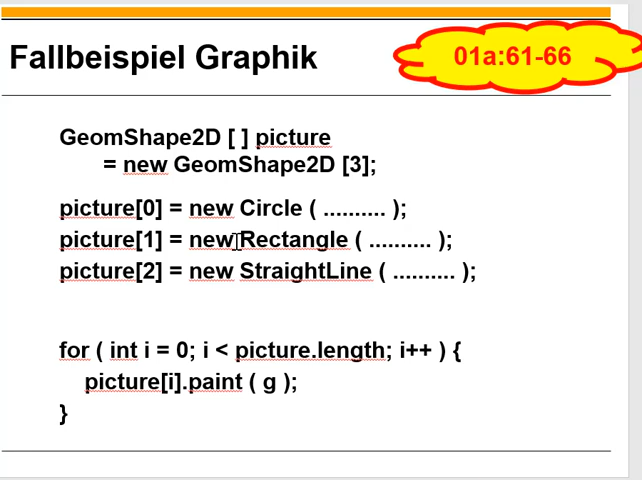 Fallbeispiel Graphik
01a:61-66
GeomShape2D [ ] picture
= new GeomShape2D [3];
picture[0] = new Circle ( .......... );
picture[1] = new Rectangle ( .......... );
picture[2] = new StraightLine ( .......... );
for ( int i = 0; i < picture.length; i++ ) {
picture[i].paint ( g );
}